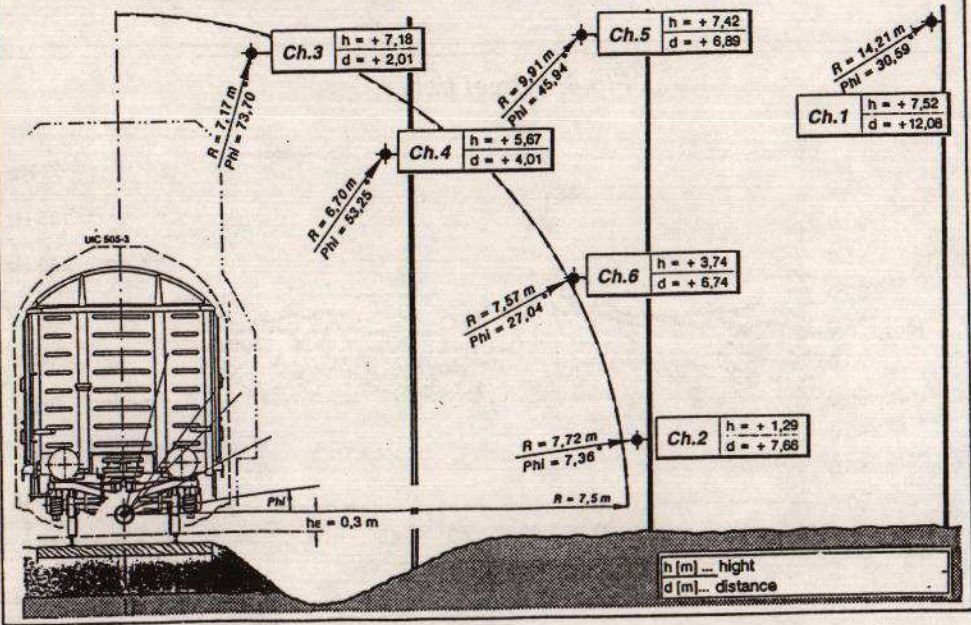 Ch.3
h = + 7,18
d = + 2,01
R = 7,17 m
Phi = 73,70°
Ch.5
h = + 7,42
d = + 6,89
R = 9,91 m
Phi = 45,94°
R = 14,21 m
Phi = 30,59
Ch.1
h = + 7,52
d = +12,08
Ch.4
h = + 5,67
d = + 4,01
R = 6,70 m
Phi = 53,25°
UIC 505-3
Ch.6
h = + 3,74
d = + 6,74
R = 7,57 m
Phi = 27,04°
Ch.2
h = + 1,29
d = + 7,66
R = 7,72 m
Phi = 7,36°
Phi
R = 7,5 m
hε = 0,3 m
h [m] ... hight
d [m]... distance